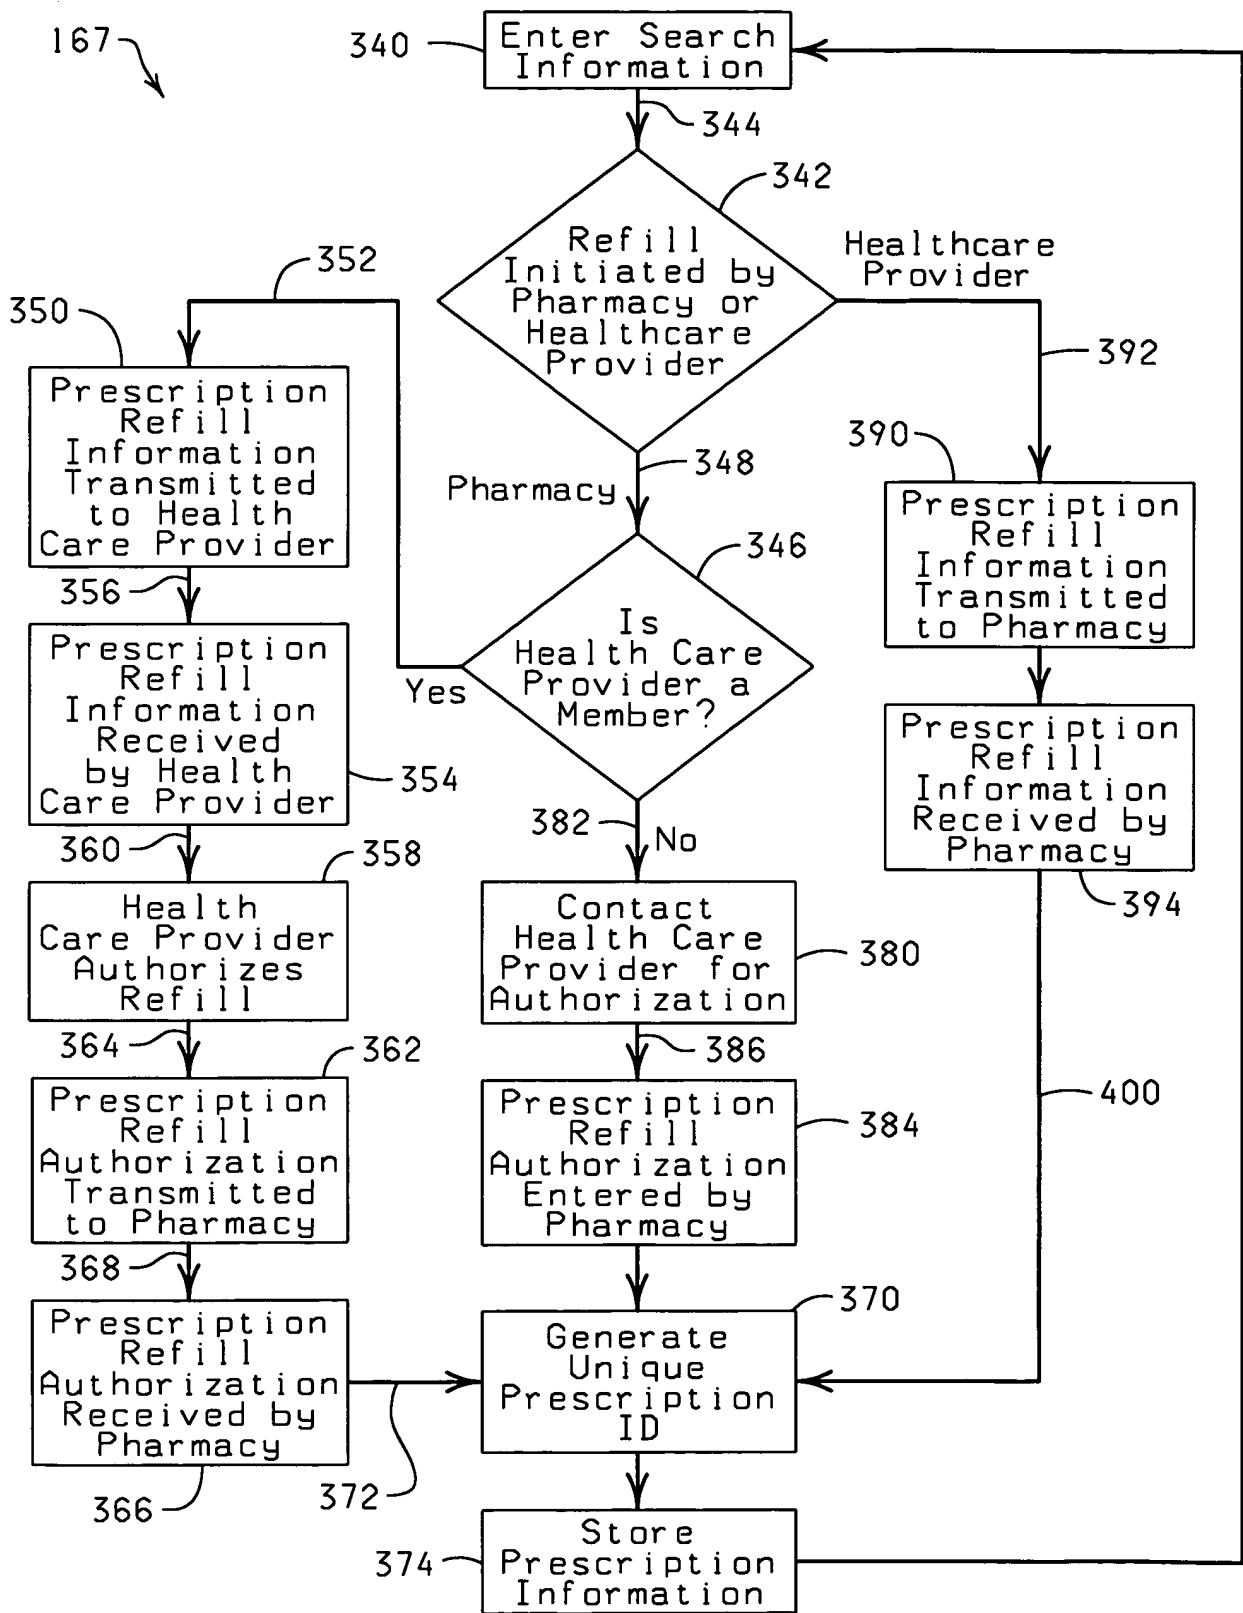 167
340
Enter Search
Information
344
342
Refill
Initiated by
Pharmacy or
Healthcare
Provider
Healthcare
Provider
392
352
350
Prescription
Refill
Information
Transmitted
to Health
Care Provider
348
Pharmacy
390
Prescription
Refill
Information
Transmitted
to Pharmacy
356
346
Is
Health Care
Provider a
Member?
Yes
Prescription
Refill
Information
Received
by Health
Care Provider
354
Prescription
Refill
Information
Received by
Pharmacy
394
382
No
360
358
Health
Care Provider
Authorizes
Refill
Contact
Health Care
Provider for
Authorization
380
364
362
386
Prescription
Refill
Authorization
Transmitted
to Pharmacy
Prescription
Refill
Authorization
Entered by
Pharmacy
384
400
368
Prescription
Refill
Authorization
Received by
Pharmacy
366
372
370
Generate
Unique
Prescription
ID
374
Store
Prescription
Information